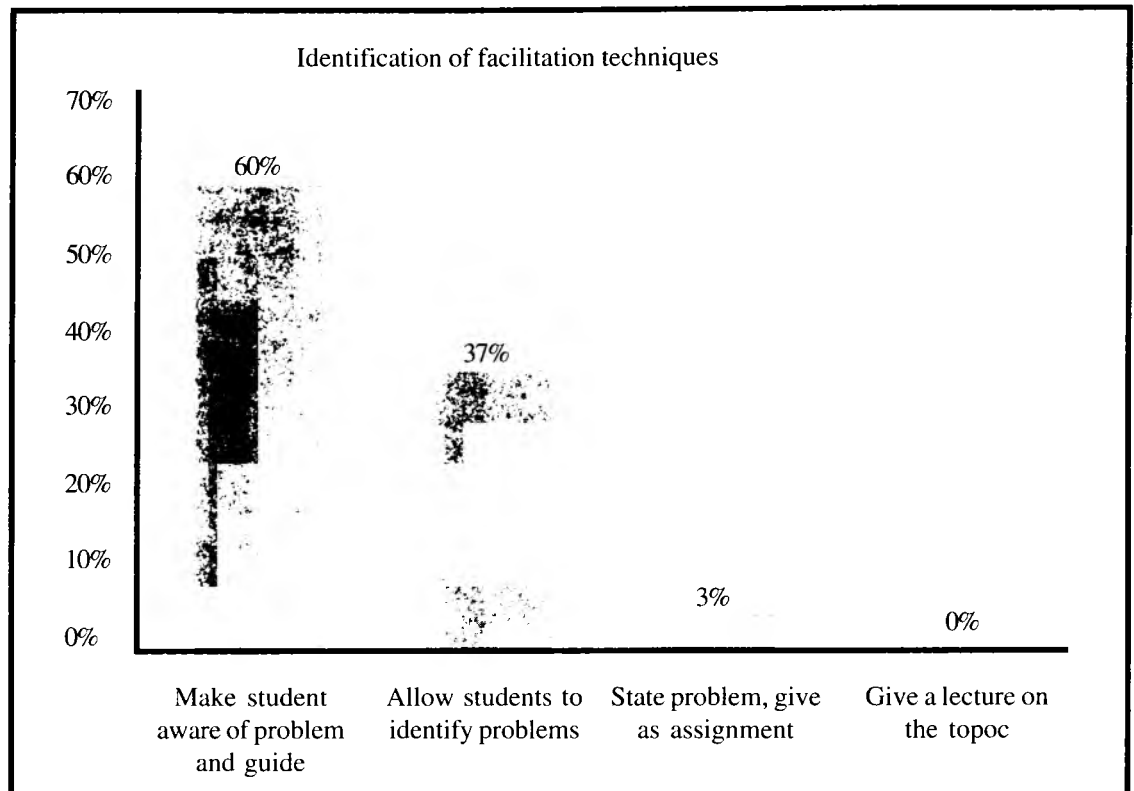 Identification of facilitation techniques
70%
60%
50%
40%
30%
20%
10%
0%
60%
37%
3%
0%
Make student
aware of problem
and guide
Allow students to
identify problems
State problem, give
as assignment
Give a lecture on
the topoc